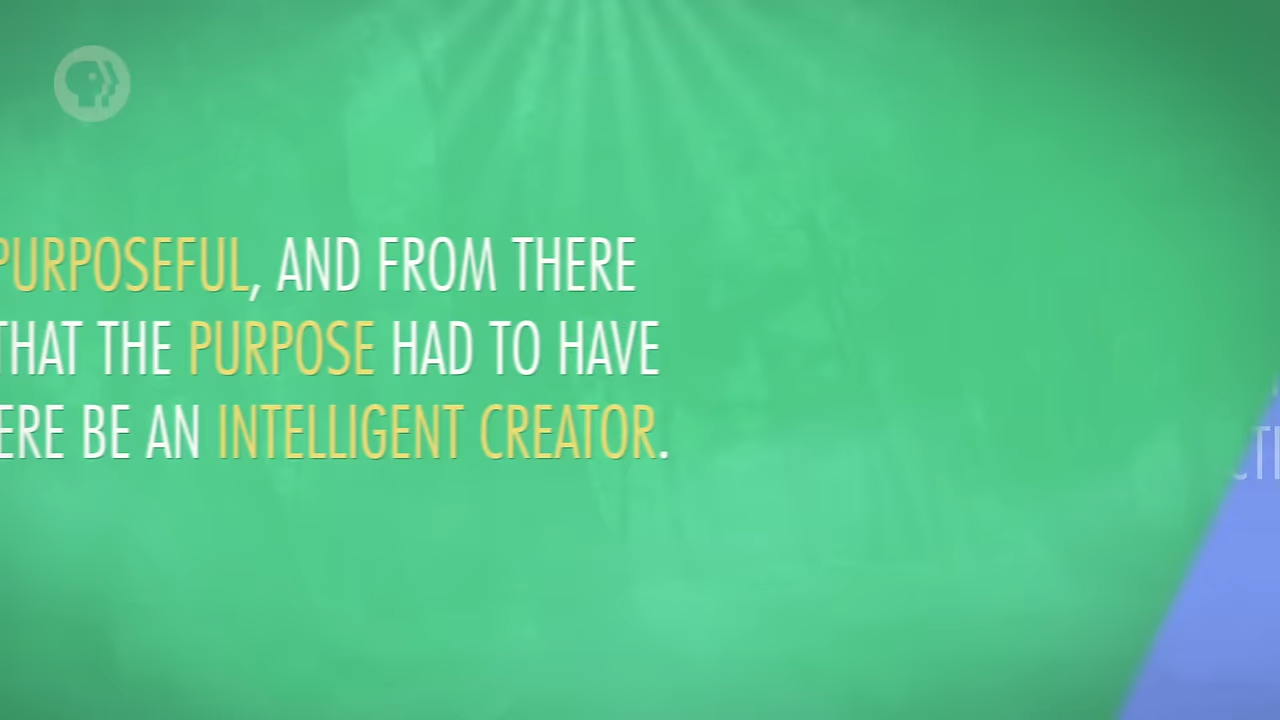 PURPOSEFUL, AND FROM THERE
THAT THE PURPOSE HAD TO HAVE
ERE BE AN INTELLIGENT CREATOR.